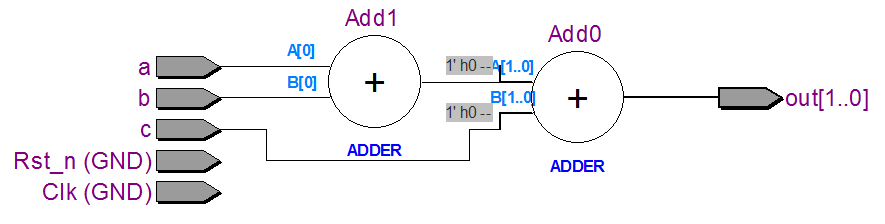 Add1
Add0
a
A[0]
1' h0 --
A[1..0]
b
B[0]
+
B[1..0]
+
out[1..0]
1' h0 --
c
ADDER
ADDER
Rst_n (GND)
Clk (GND)